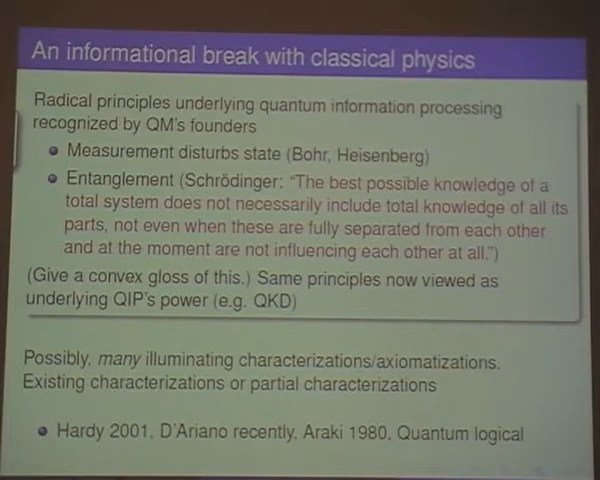 An informational break with classical physics
Radical principles underlying quantum information processing
recognized by QM's founders
Measurement disturbs state (Bohr, Heisenberg)
Entanglement (Schrödinger: "The best possible knowledge of a
total system does not necessarily include total knowledge of all its
parts, not even when these are fully separated from each other
and at the moment are not influencing each other at all.")
(Give a convex gloss of this.) Same principles now viewed as
underlying QIP's power (e.g. QKD)
Possibly, many illuminating characterizations/axiomatizations.
Existing characterizations or partial characterizations
Hardy 2001, D'Ariano recently, Araki 1980, Quantum logical